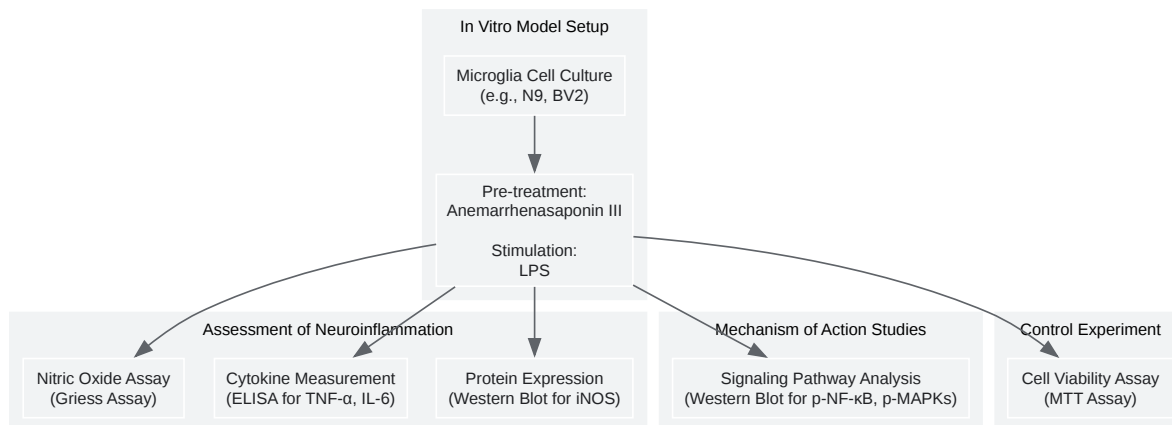 In Vitro Model Setup
Microglia Cell Culture
(e.g., N9, BV2)
Pre-treatment:
Anemarrhenasaponin III
Stimulation:
LPS
Assessment of Neuroinflammation
Nitric Oxide Assay
(Griess Assay)
Cytokine Measurement
(ELISA for TNF-α, IL-6)
Protein Expression
(Western Blot for iNOS)
Mechanism of Action Studies
Signaling Pathway Analysis
(Western Blot for p-NF-κB, p-MAPKs)
Control Experiment
Cell Viability Assay
(MTT Assay)